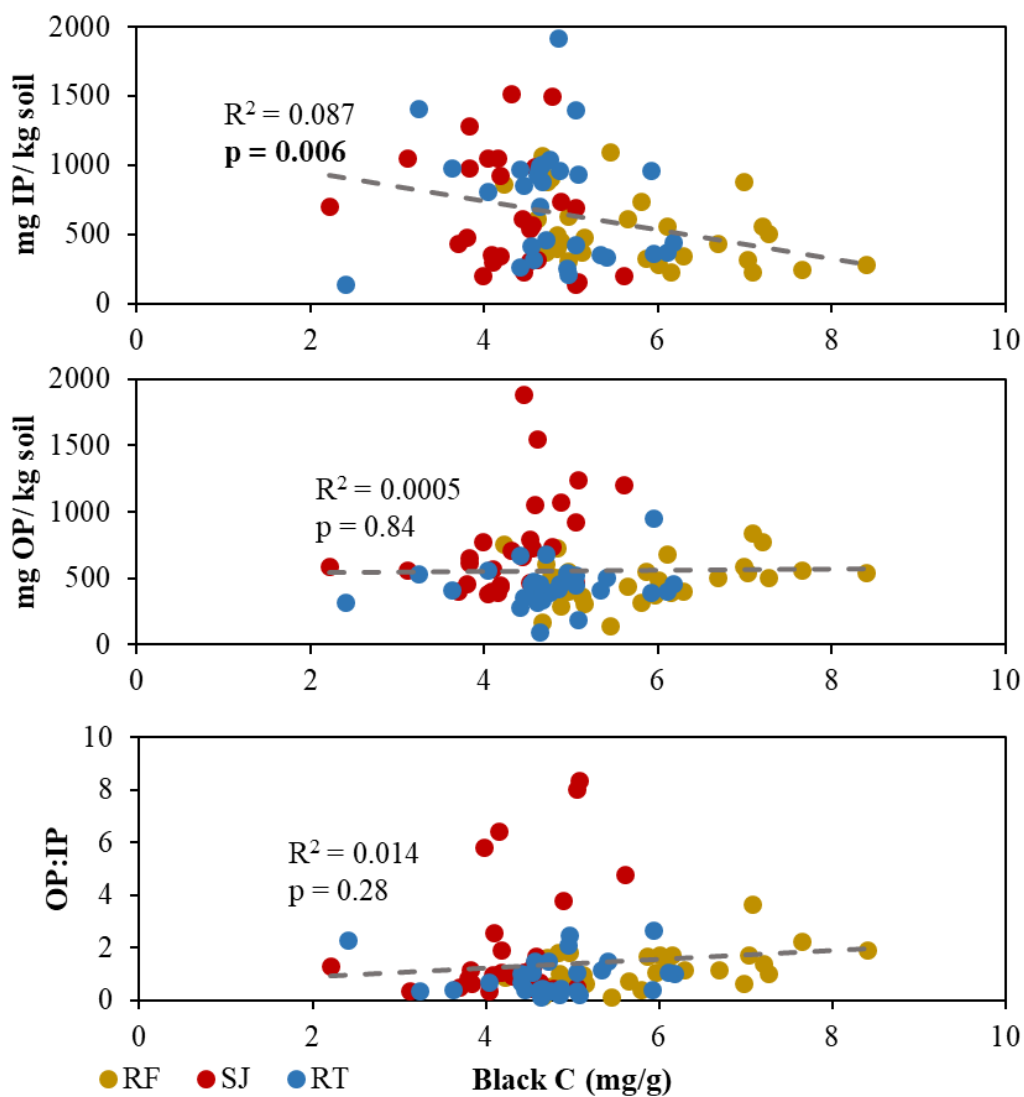 mg IP/ kg soil
2000
1500
1000
500
0
R² = 0.087
p = 0.006
0 2 4 6 8 10
mg OP/ kg soil
2000
1500
1000
500
0
R² = 0.0005
p = 0.84
0 2 4 6 8 10
OP:IP
10
8
6
4
2
0
R² = 0.014
p = 0.28
0 2 4 6 8 10
RF SJ RT Black C (mg/g)